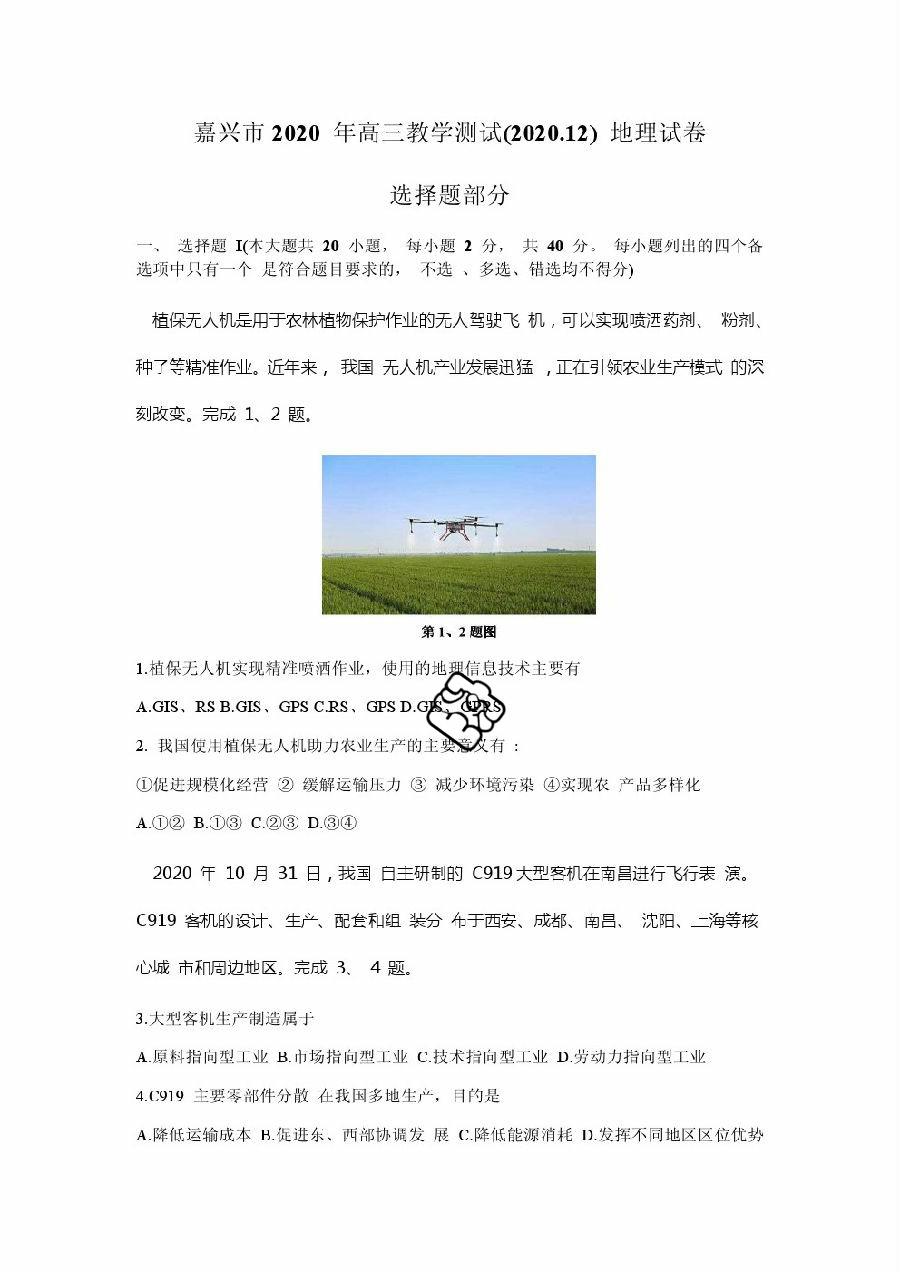 嘉兴市 2020 年高三教学测试(2020.12) 地理试卷
选择题部分
一、 选择题 I(本大题共 20 小题， 每小题 2 分， 共 40 分。 每小题列出的四个备
选项中只有一个 是符合题目要求的， 不选 、多选、错选均不得分)
植保无人机是用于农林植物保护作业的无人驾驶飞 机，可以实现喷洒药剂、 粉剂、
种了等精准作业。近年来， 我国 无人机产业发展迅猛 ,正在引领农业生产模式 的深
刻改变。完成 1、2 题。
第 1、2 题图
1.植保无人机实现精准喷洒作业，使用的地理信息技术主要有
A.GIS、RS B.GIS、GPS C.RS、GPS D.GIS、GPRS
2. 我国使用植保无人机助力农业生产的主要意义有 :
①促进规模化经营 ② 缓解运输压力 ③ 减少环境污染 ④实现农 产品多样化
A.①② B.①③ C.②③ D.③④
2020 年 10 月 31 日，我国 自主研制的 C919大型客机在南昌进行飞行表 演。
C919 客机的设计、生产、配套和组 装分 布于西安、成都、南昌、 沈阳、上海等核
心城 市和周边地区。完成 3、 4 题。
3.大型客机生产制造属于
A.原料指向型工业 B.市场指向型工业 C.技术指向型工业 D.劳动力指向型工业
4.C919 主要零部件分散 在我国多地生产，目的是
A.降低运输成本 B.促进东、西部协调发 展 C.降低能源消耗 D.发挥不同地区区位优势